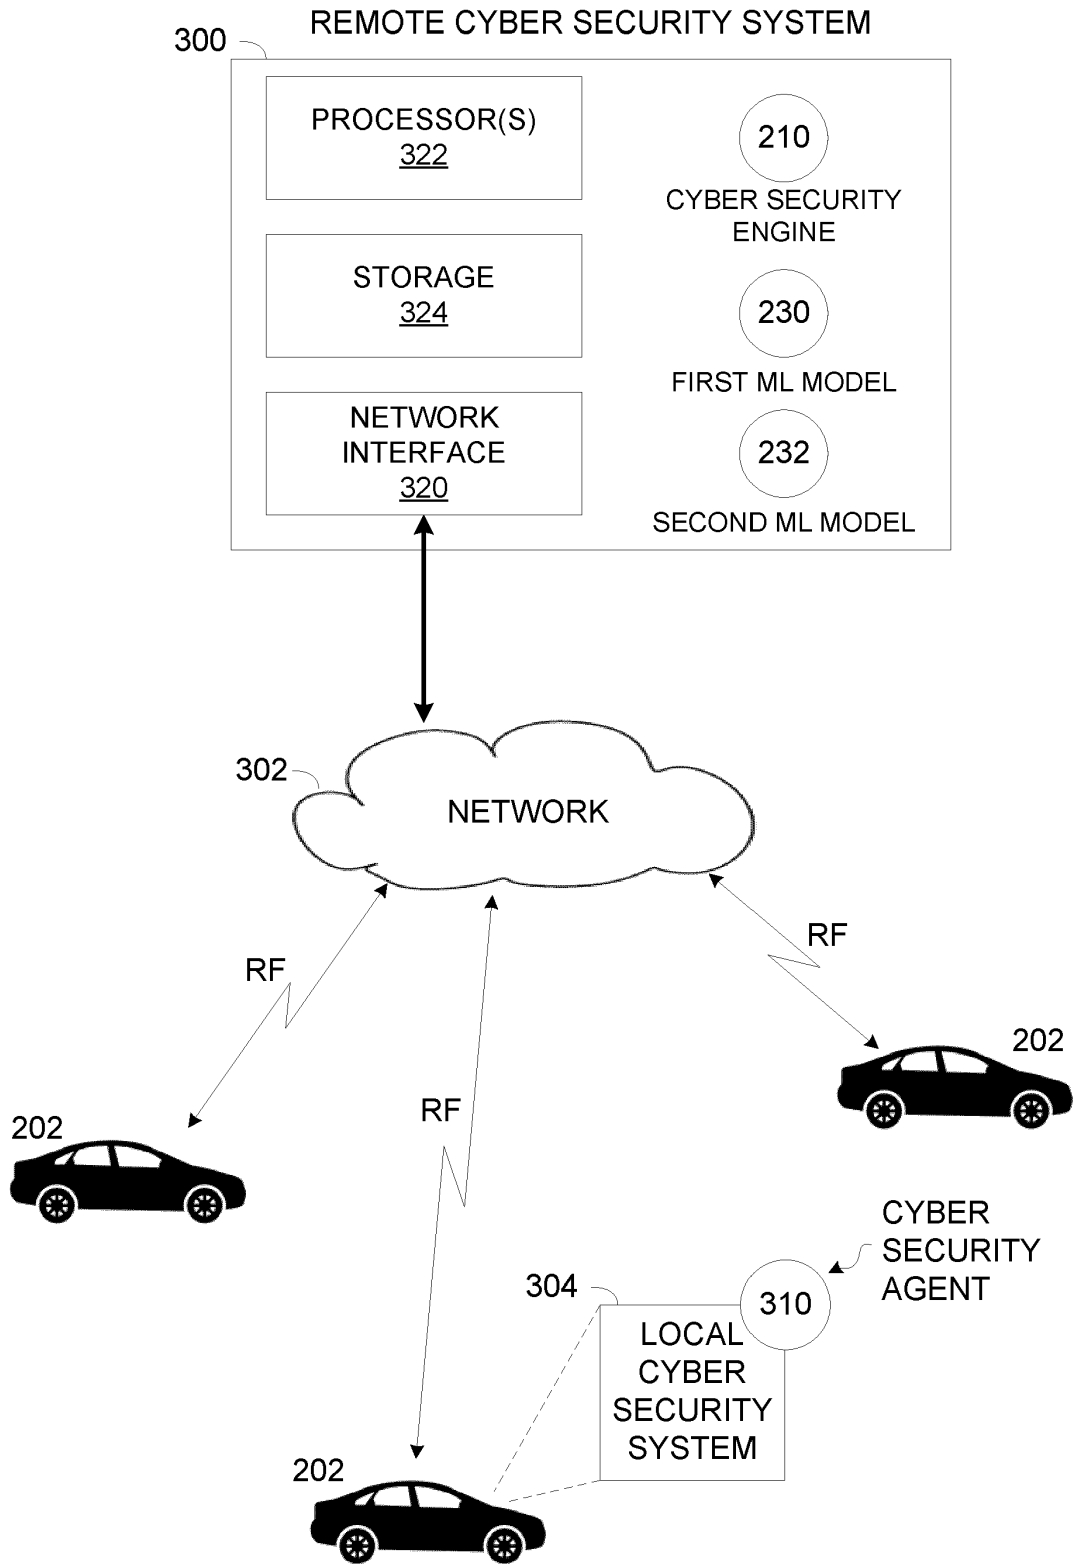 REMOTE CYBER SECURITY SYSTEM
300
PROCESSOR(S)
322
210
CYBER SECURITY
ENGINE
STORAGE
324
230
FIRST ML MODEL
NETWORK
INTERFACE
320
232
SECOND ML MODEL
302
NETWORK
RF
RF
RF
202
202
202
304
310
CYBER
SECURITY
AGENT
LOCAL
CYBER
SECURITY
SYSTEM